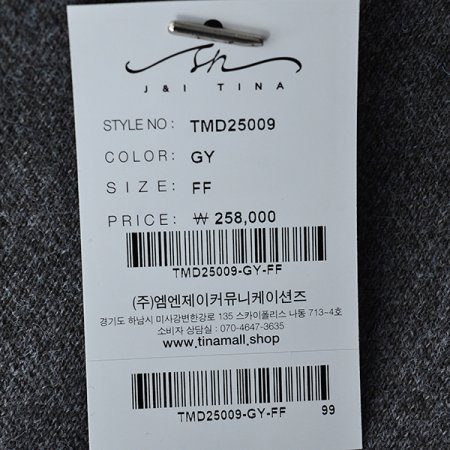 J & I TINA
STYLE NO : TMD25009
COLOR : GY
SIZE : FF
PRICE : ₩ 258,000
TMD25009-GY-FF
(주)엠엔제이커뮤니케이션즈
경기도 하남시 미사강변한강로 135 스카이폴리스 나동 713~4호
소비자 상담실 : 070-4647-3635
www.tinamall.shop
TMD25009-GY-FF 99